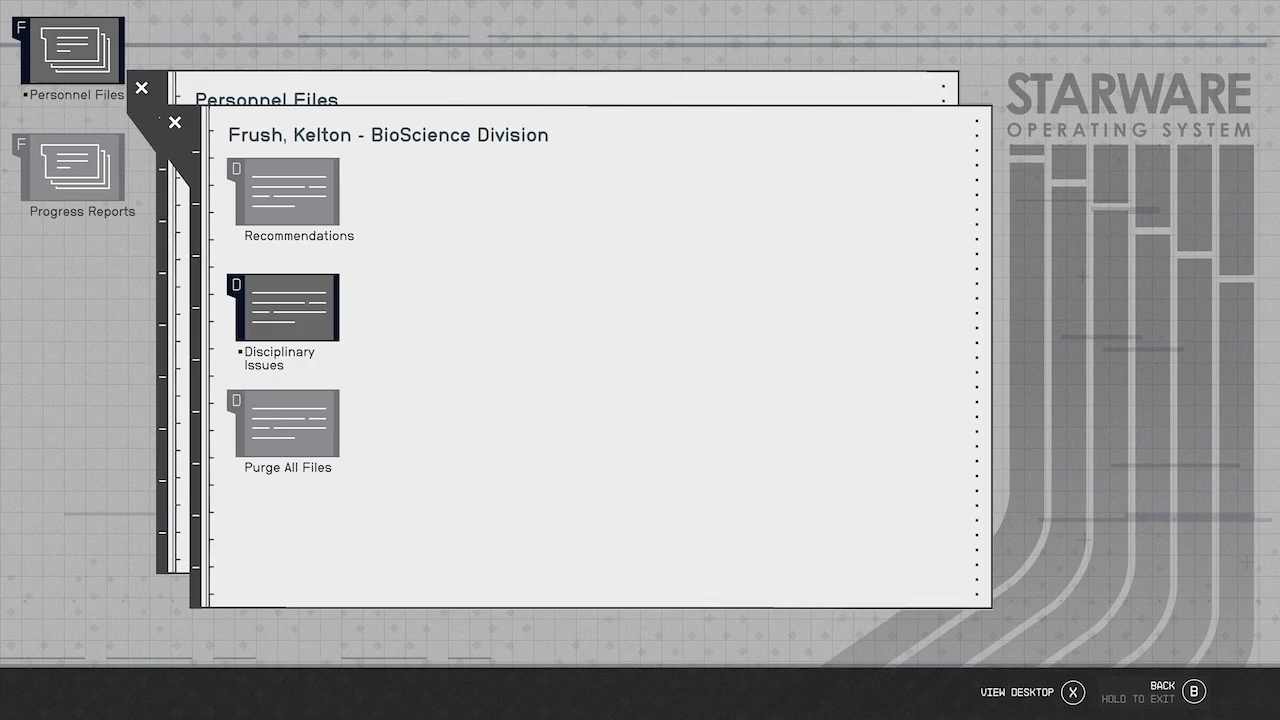 F
Personnel Files
F
Progress Reports
Personnel Files
Frush, Kelton - BioScience Division
Recommendations
Disciplinary
Issues
Purge All Files
STARWARE
OPERATING SYSTEM
VIEW DESKTOP X
BACK
HOLD TO EXIT
B